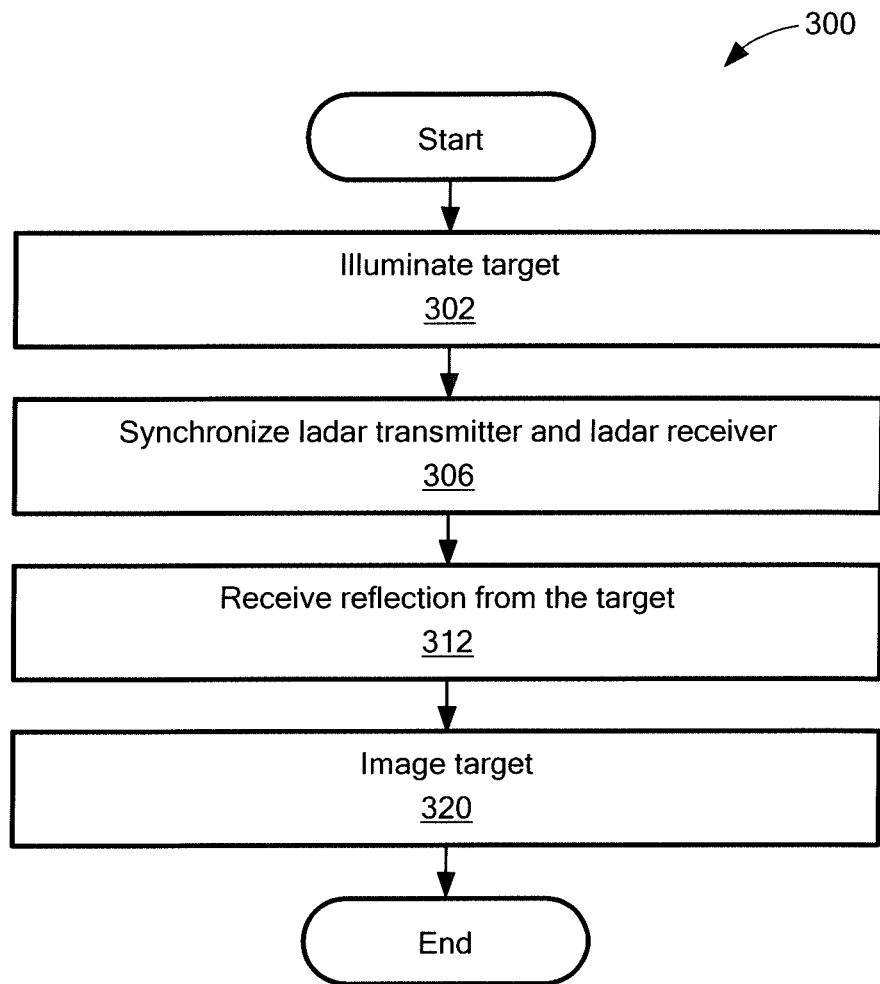 300
Start
Illuminate target
302
Synchronize ladar transmitter and ladar receiver
306
Receive reflection from the target
312
Image target
320
End